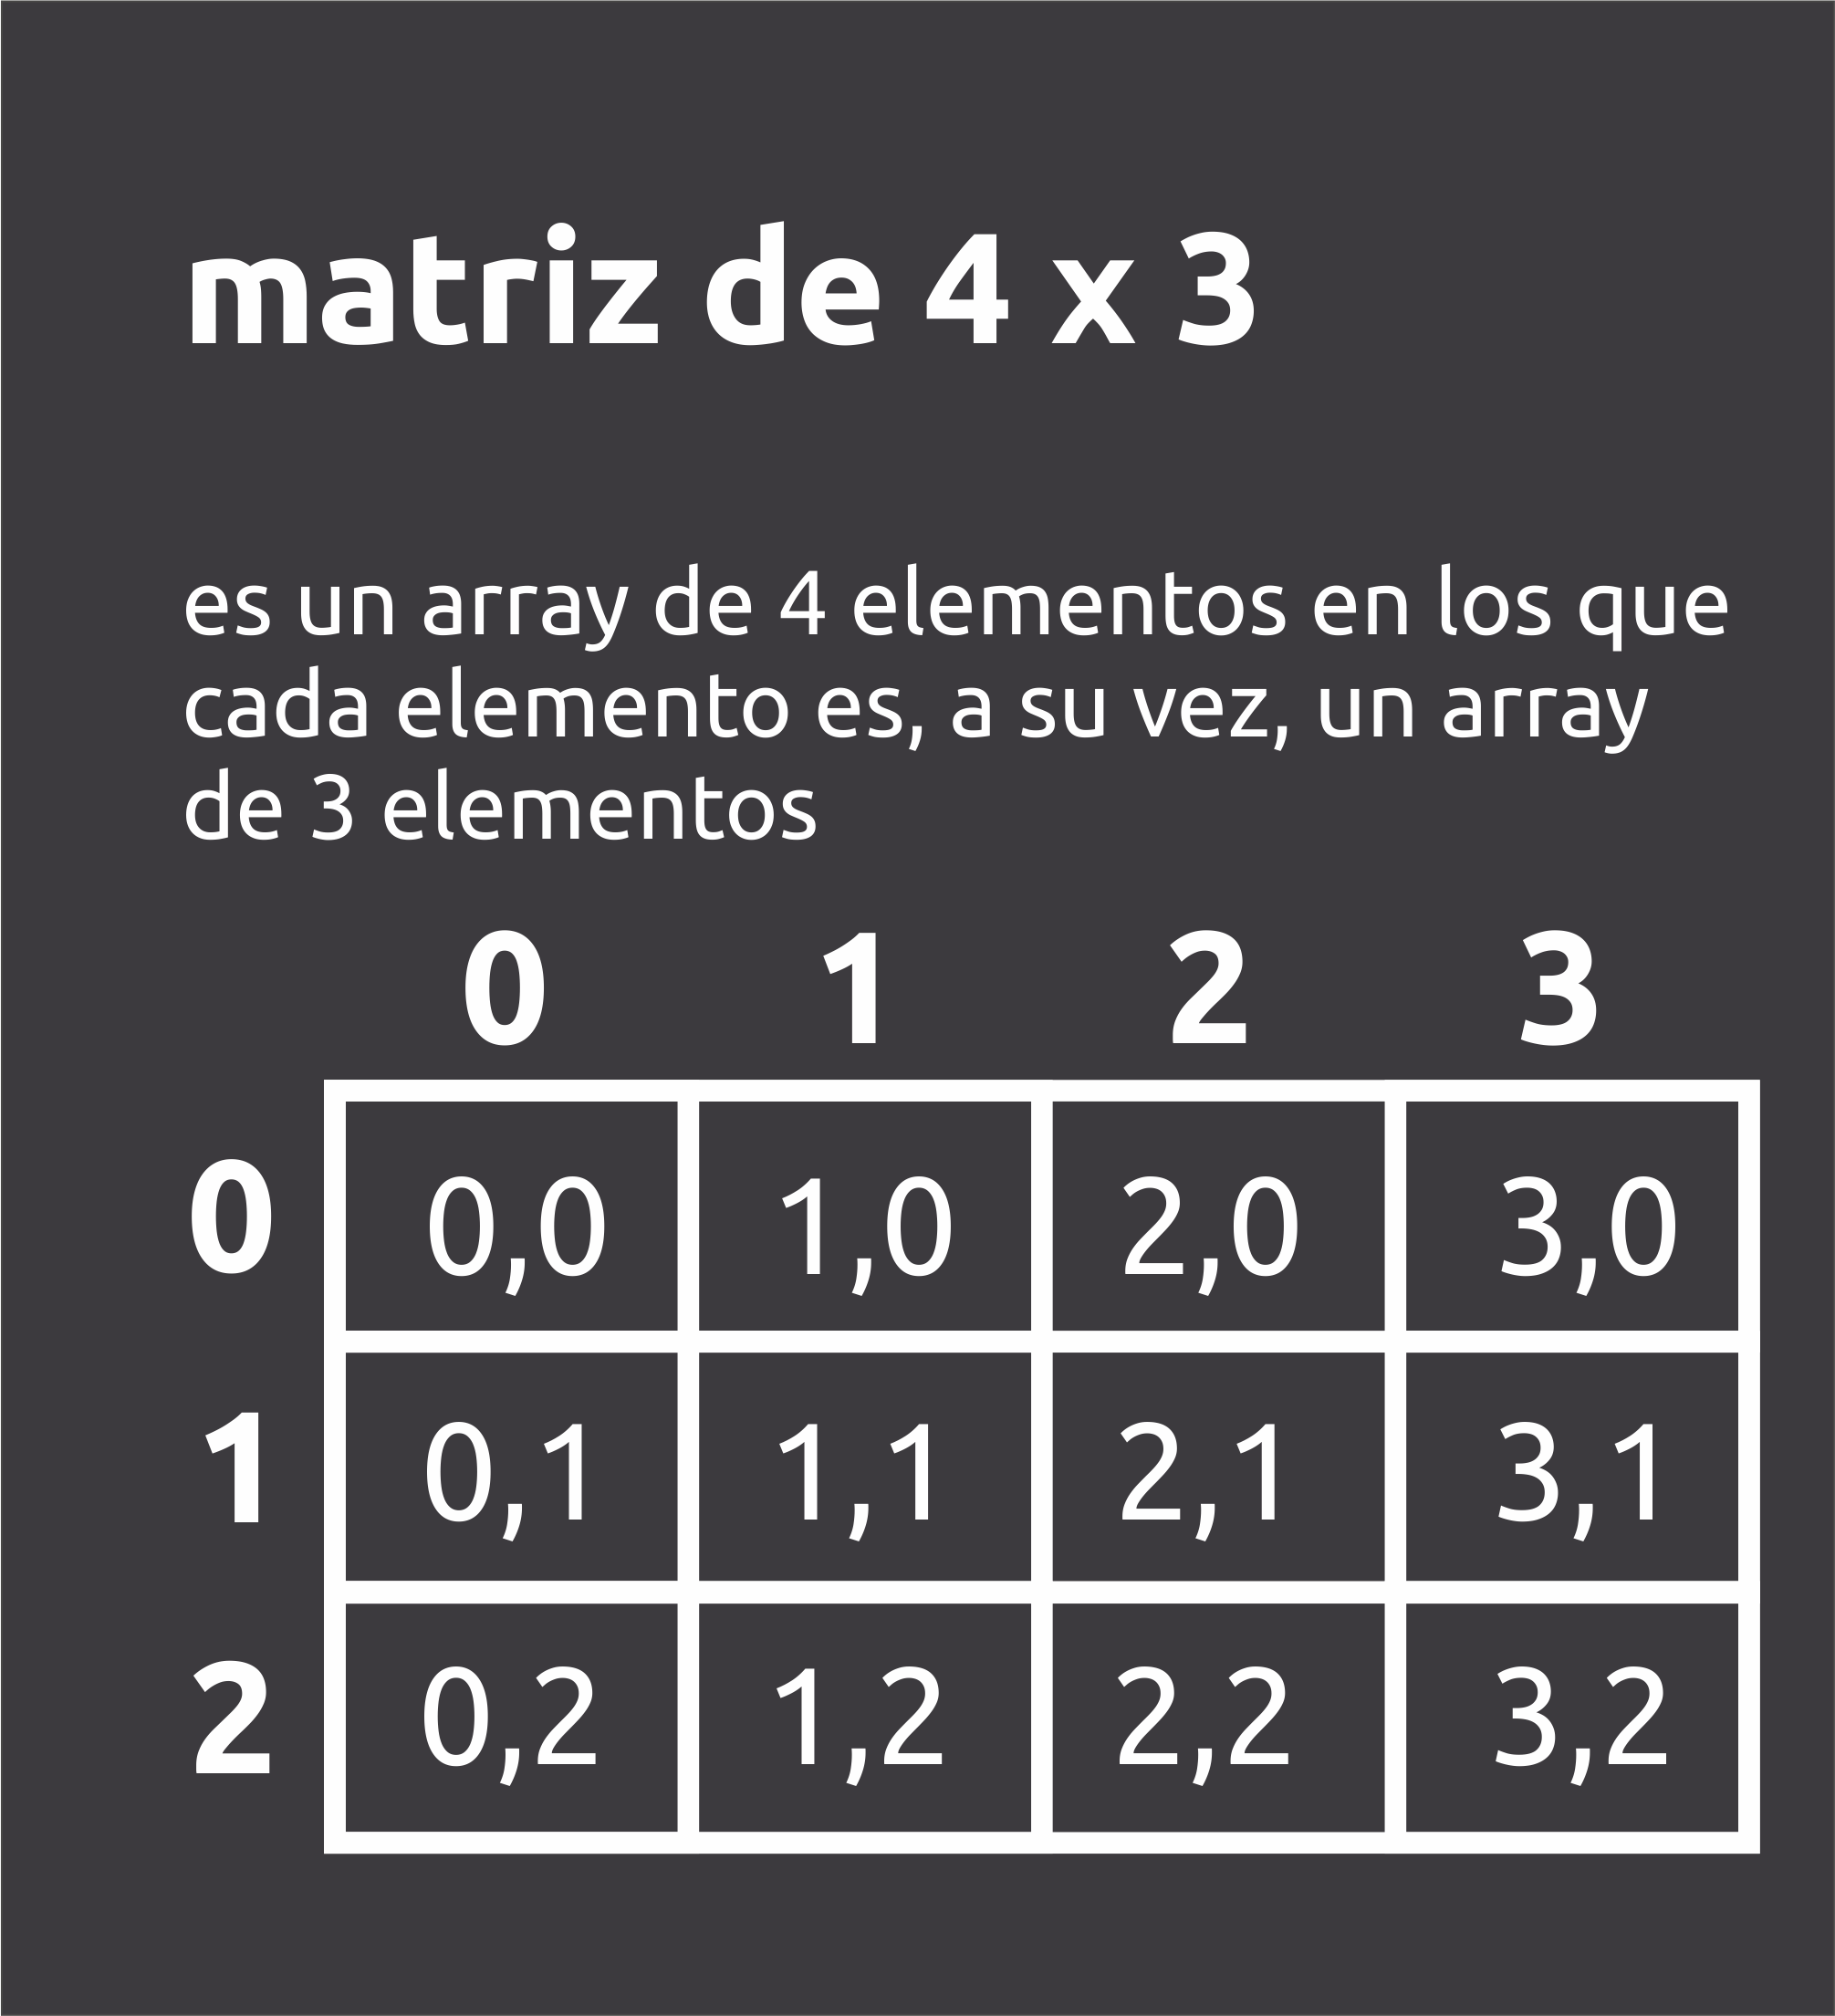 matriz de 4 x 3
es un array de 4 elementos en los que
cada elemento es, a su vez, un array
de 3 elementos
0 1 2 3
0 0,0 1,0 2,0 3,0
1 0,1 1,1 2,1 3,1
2 0,2 1,2 2,2 3,2